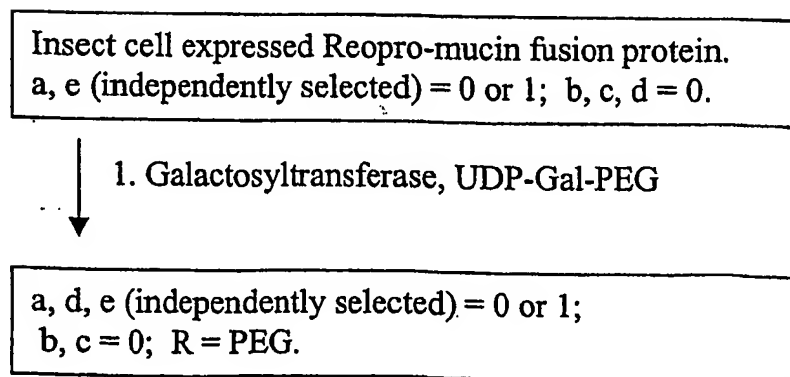 Insect cell expressed Reopro-mucin fusion protein.
a, e (independently selected) = 0 or 1; b, c, d = 0.
1. Galactosyltransferase, UDP-Gal-PEG
a, d, e (independently selected) = 0 or 1;
b, c = 0; R = PEG.